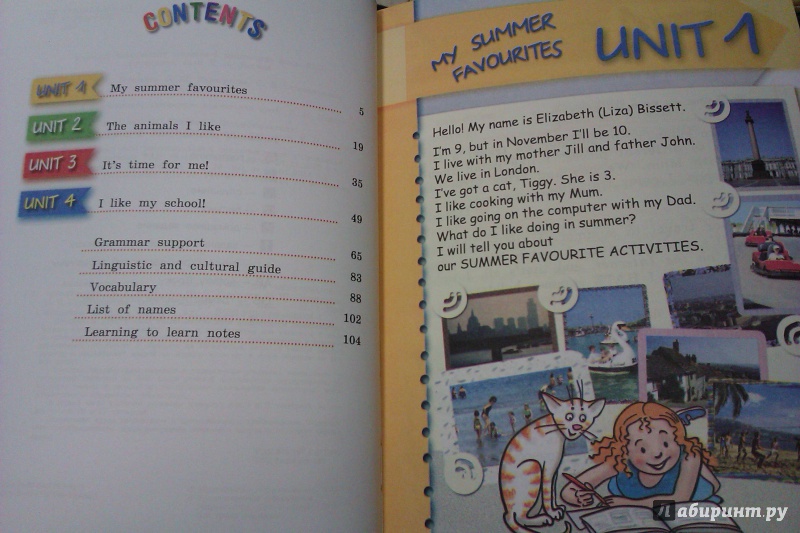 CONTENTS
UNIT 1 My summer favourites 5
UNIT 2 The animals I like 19
UNIT 3 It's time for me! 35
UNIT 4 I like my school! 49
Grammar support 65
Linguistic and cultural guide 83
Vocabulary 88
List of names 102
Learning to learn notes 104
MY SUMMER FAVOURITES
UNIT 1
Hello! My name is Elizabeth (Liza) Bissett.
I'm 9, but in November I'll be 10.
I live with my mother Jill and father John.
We live in London.
I've got a cat, Tiggy. She is 3.
I like cooking with my Mum.
I like going on the computer with my Dad.
What do I like doing in summer?
I will tell you about
our SUMMER FAVOURITE ACTIVITIES.
Лабиринт.ру